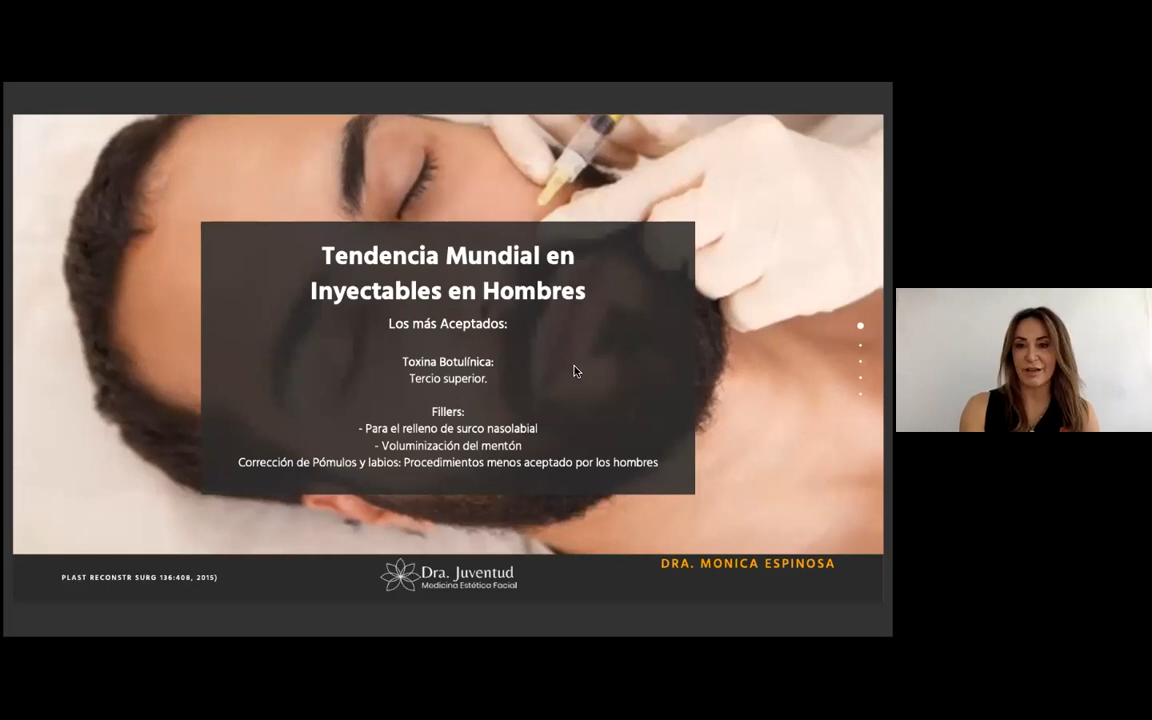 Tendencia Mundial en
Inyectables en Hombres
Los más Aceptados:
Toxina Botulínica:
Tercio superior.
Fillers:
- Para el relleno de surco nasolabial
- Voluminización del mentón
Corrección de Pómulos y labios: Procedimientos menos aceptado por los hombres
PLAST RECONSTR SURG 136:408, 2015)
Dra. Juventud
Medicina Estética Facial
DRA. MONICA ESPINOSA